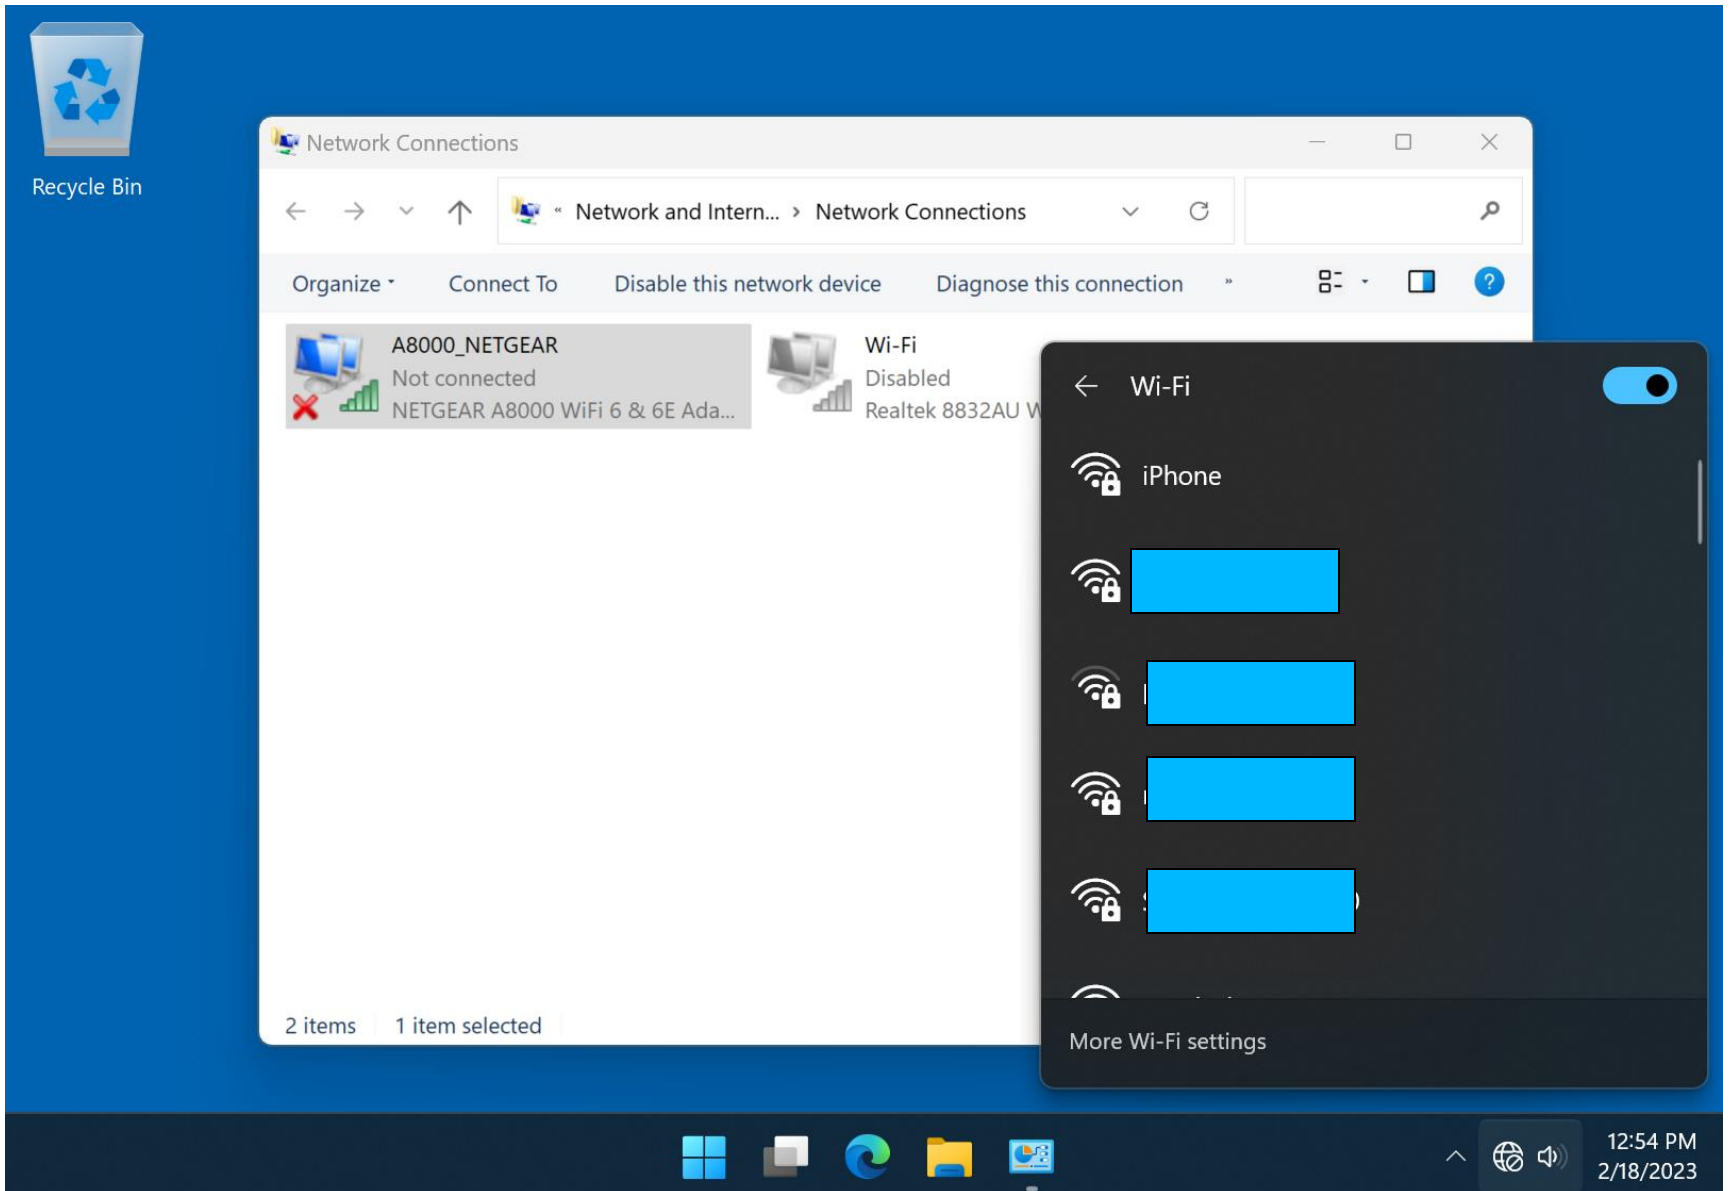 Recycle Bin
Network Connections
« Network and Intern... › Network Connections
Organize Connect To Disable this network device Diagnose this connection »
A8000_NETGEAR
Not connected
NETGEAR A8000 WiFi 6 & 6E Ada...
Wi-Fi
Disabled
Realtek 8832AU W
Wi-Fi
iPhone
More Wi-Fi settings
2 items 1 item selected
12:54 PM
2/18/2023